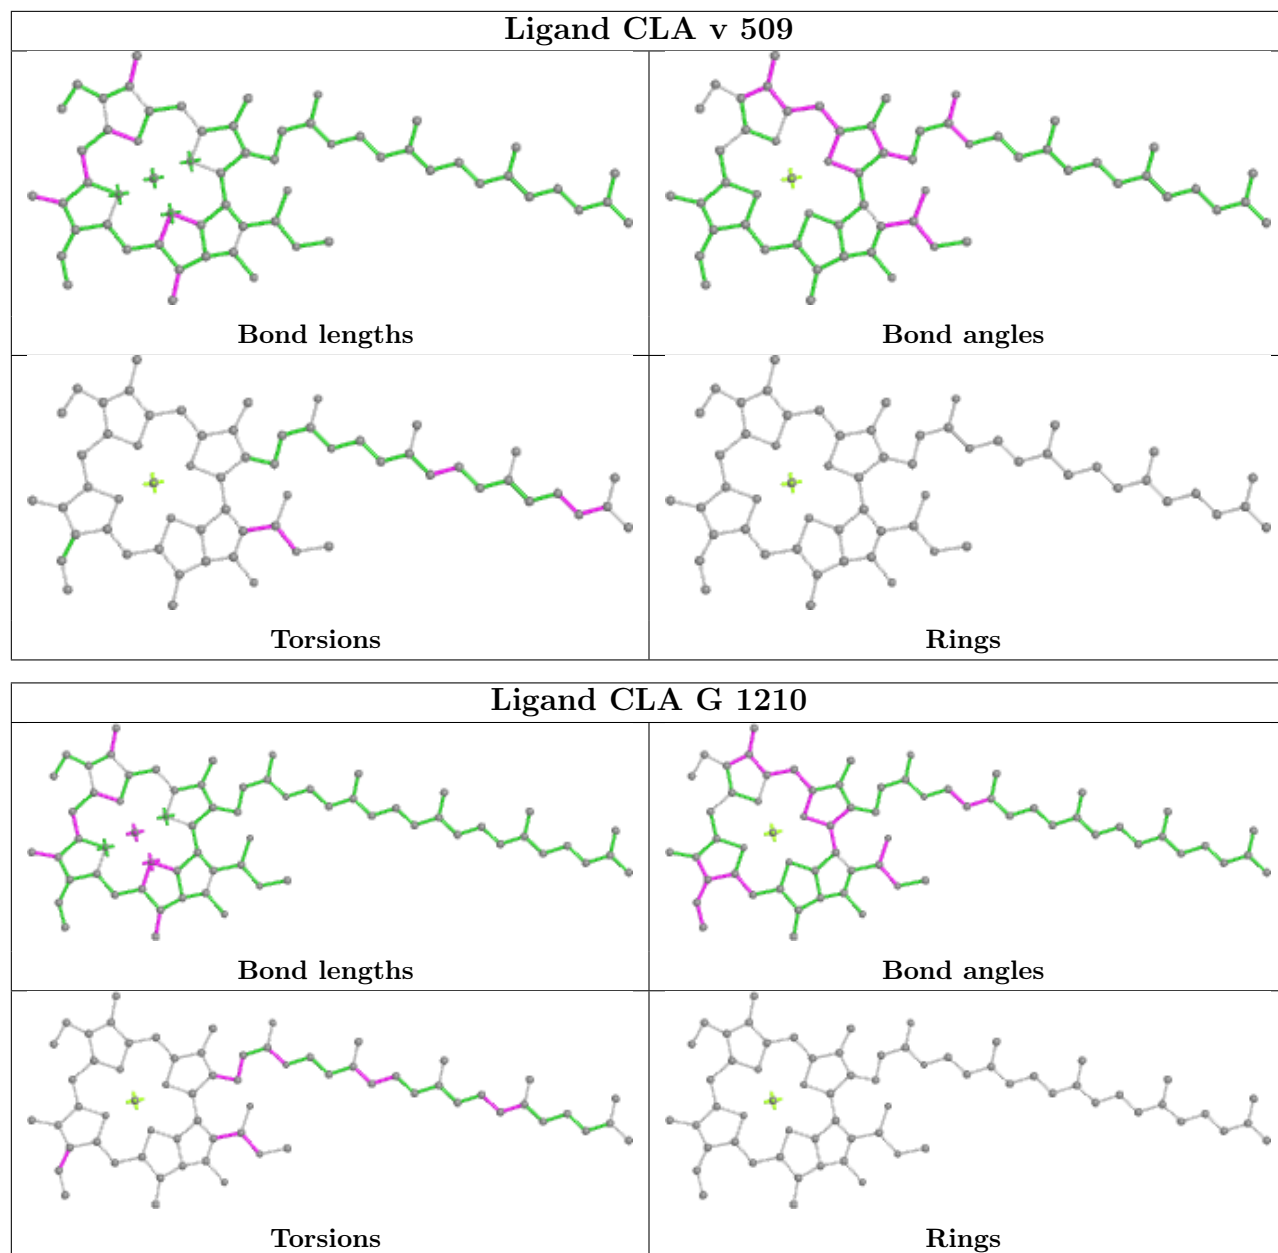 Ligand CLA v 509
Bond lengths
Bond angles
Torsions
Rings
Ligand CLA G 1210
Bond lengths
Bond angles
Torsions
Rings